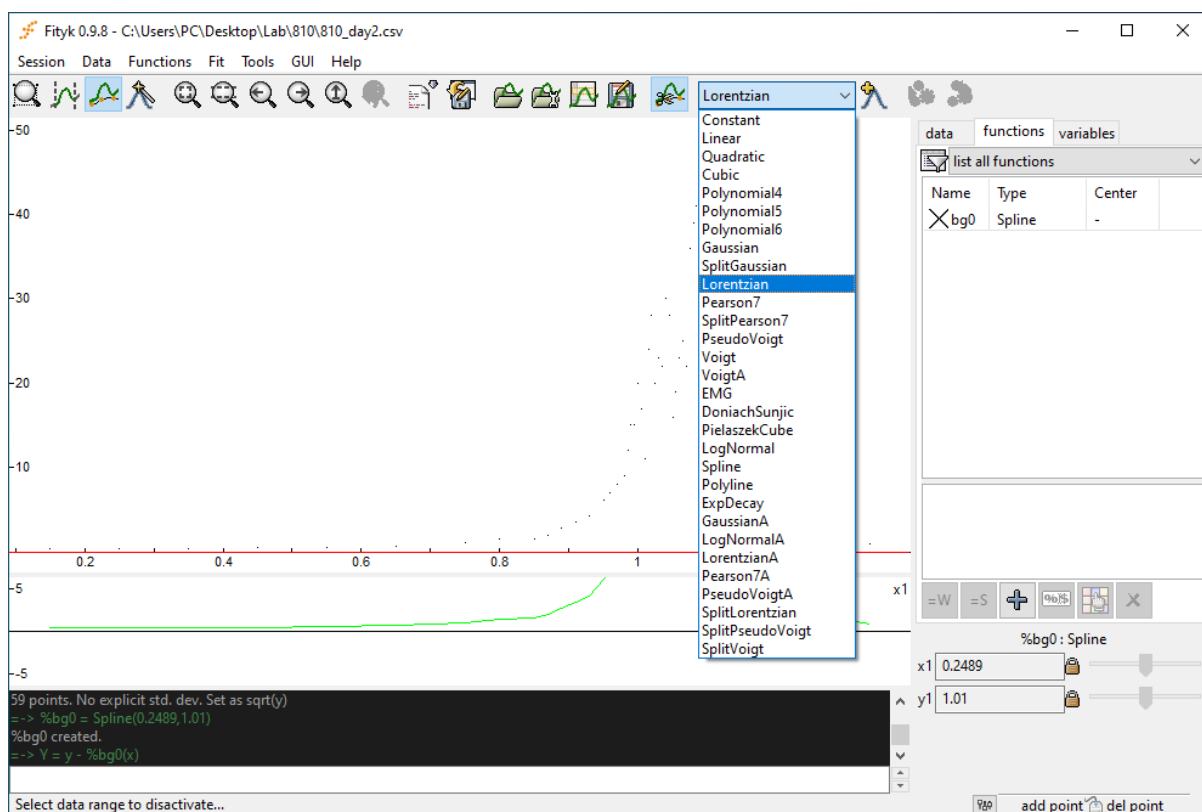 Fityk 0.9.8 - C:\Users\PC\Desktop\Lab\810\810_day2.csv
Session Data Functions Fit Tools GUI Help
Lorentzian
Constant
Linear
Quadratic
Cubic
Polynomial4
Polynomial5
Polynomial6
Gaussian
SplitGaussian
Lorentzian
Pearson7
SplitPearson7
PseudoVoigt
Voigt
VoigtA
EMG
DoniachSunjic
PielaszekCube
LogNormal
Spline
Polyline
ExpDecay
GaussianA
LogNormalA
LorentzianA
Pearson7A
PseudoVoigtA
SplitLorentzian
SplitPseudoVoigt
SplitVoigt
50
40
30
20
10
0.2 0.4 0.6 0.8 1
5
x1
-5
data functions variables
list all functions
Name Type Center
bg0 Spline -
=W =S
%bg0 : Spline
x1 0.2489
y1 1.01
59 points. No explicit std. dev. Set as sqrt(y)
=-> %bg0 = Spline(0.2489,1.01)
%bg0 created.
=-> Y = y - %bg0(x)
Select data range to disactivate...
add point del point